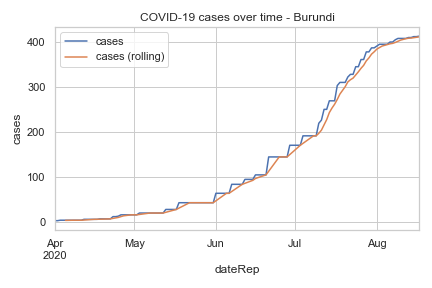 COVID-19 cases over time - Burundi
cases
cases (rolling)
400
300
200
100
0
cases
Apr
2020
May
Jun
Jul
Aug
dateRep